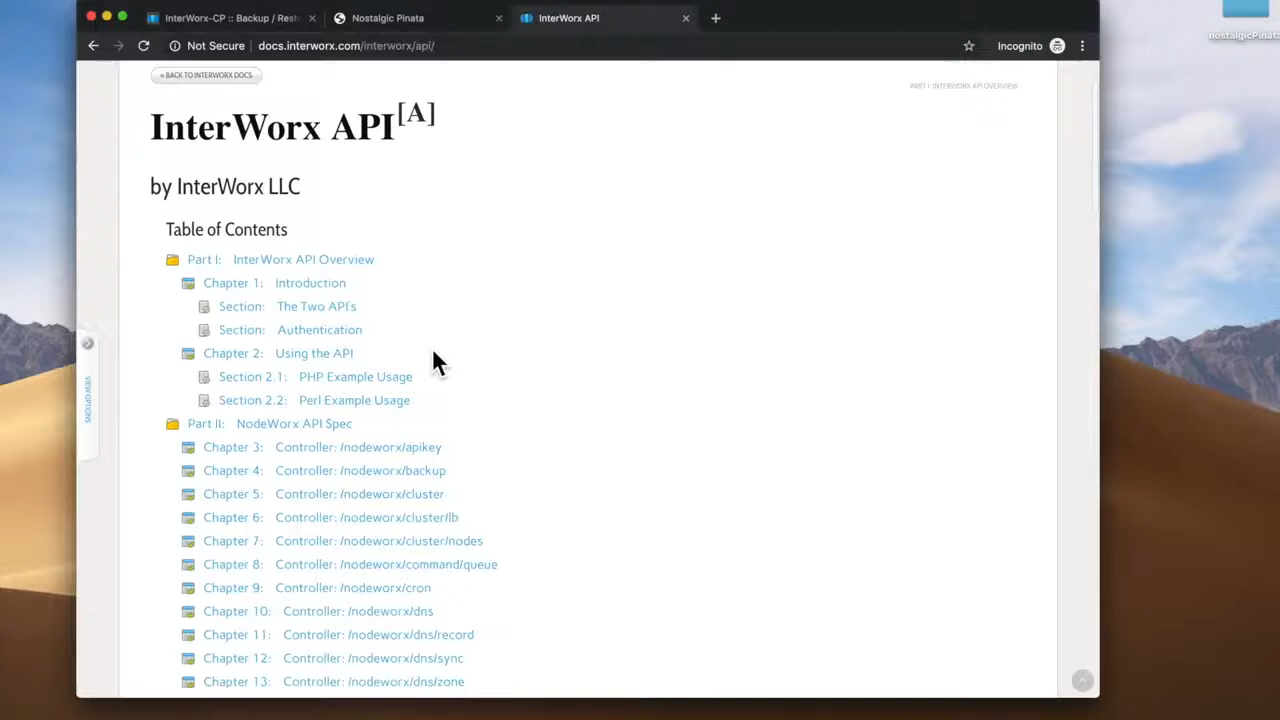 InterWorx-CP :: Backup / Rest
Nostalgic Pinata
InterWorx API
Not Secure
docs.interworx.com/interworx/api/
Incognito
nostalgicPinata
« BACK TO INTERWORX DOCS
PART I: INTERWORX API OVERVIEW
InterWorx API[A]
by InterWorx LLC
Table of Contents
Part I: InterWorx API Overview
Chapter 1: Introduction
Section: The Two API's
Section: Authentication
Chapter 2: Using the API
Section 2.1: PHP Example Usage
Section 2.2: Perl Example Usage
Part II: NodeWorx API Spec
Chapter 3: Controller: /nodeworx/apikey
Chapter 4: Controller: /nodeworx/backup
Chapter 5: Controller: /nodeworx/cluster
Chapter 6: Controller: /nodeworx/cluster/lb
Chapter 7: Controller: /nodeworx/cluster/nodes
Chapter 8: Controller: /nodeworx/command/queue
Chapter 9: Controller: /nodeworx/cron
Chapter 10: Controller: /nodeworx/dns
Chapter 11: Controller: /nodeworx/dns/record
Chapter 12: Controller: /nodeworx/dns/sync
Chapter 13: Controller: /nodeworx/dns/zone
VIEW OPTIONS